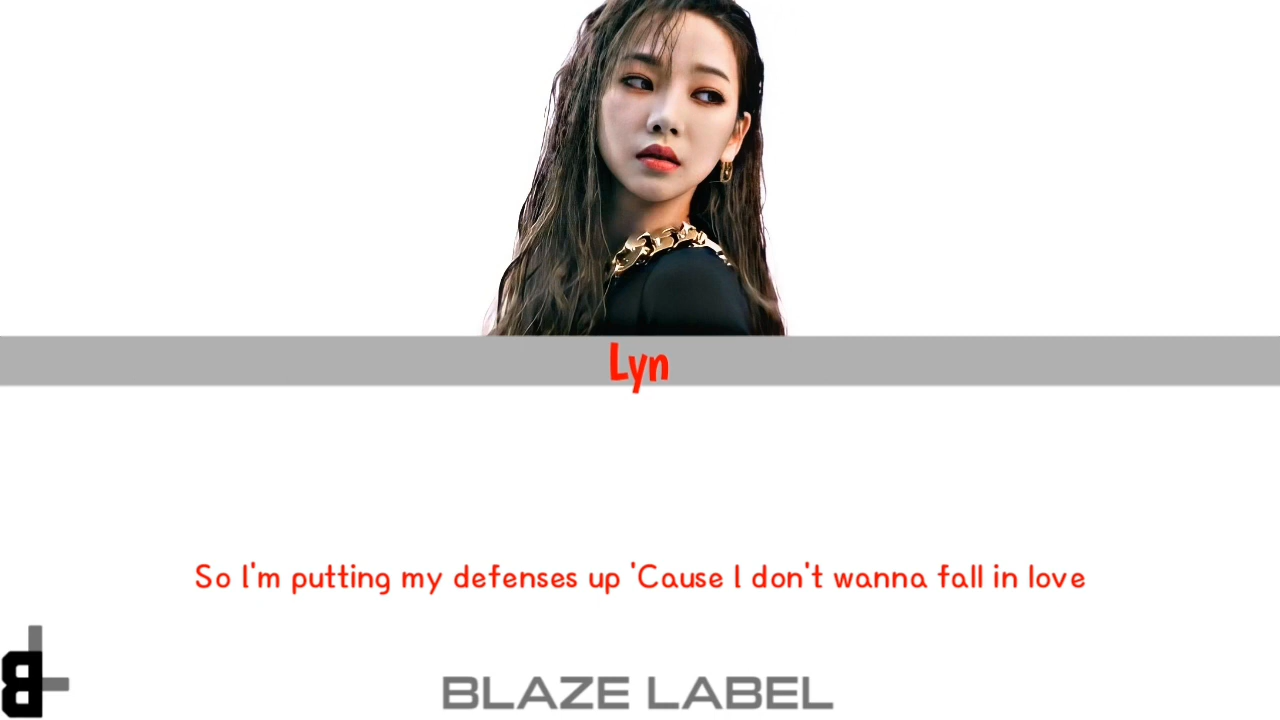 Lyn
So I'm putting my defenses up 'Cause I don't wanna fall in love
B
BLAZE LABEL